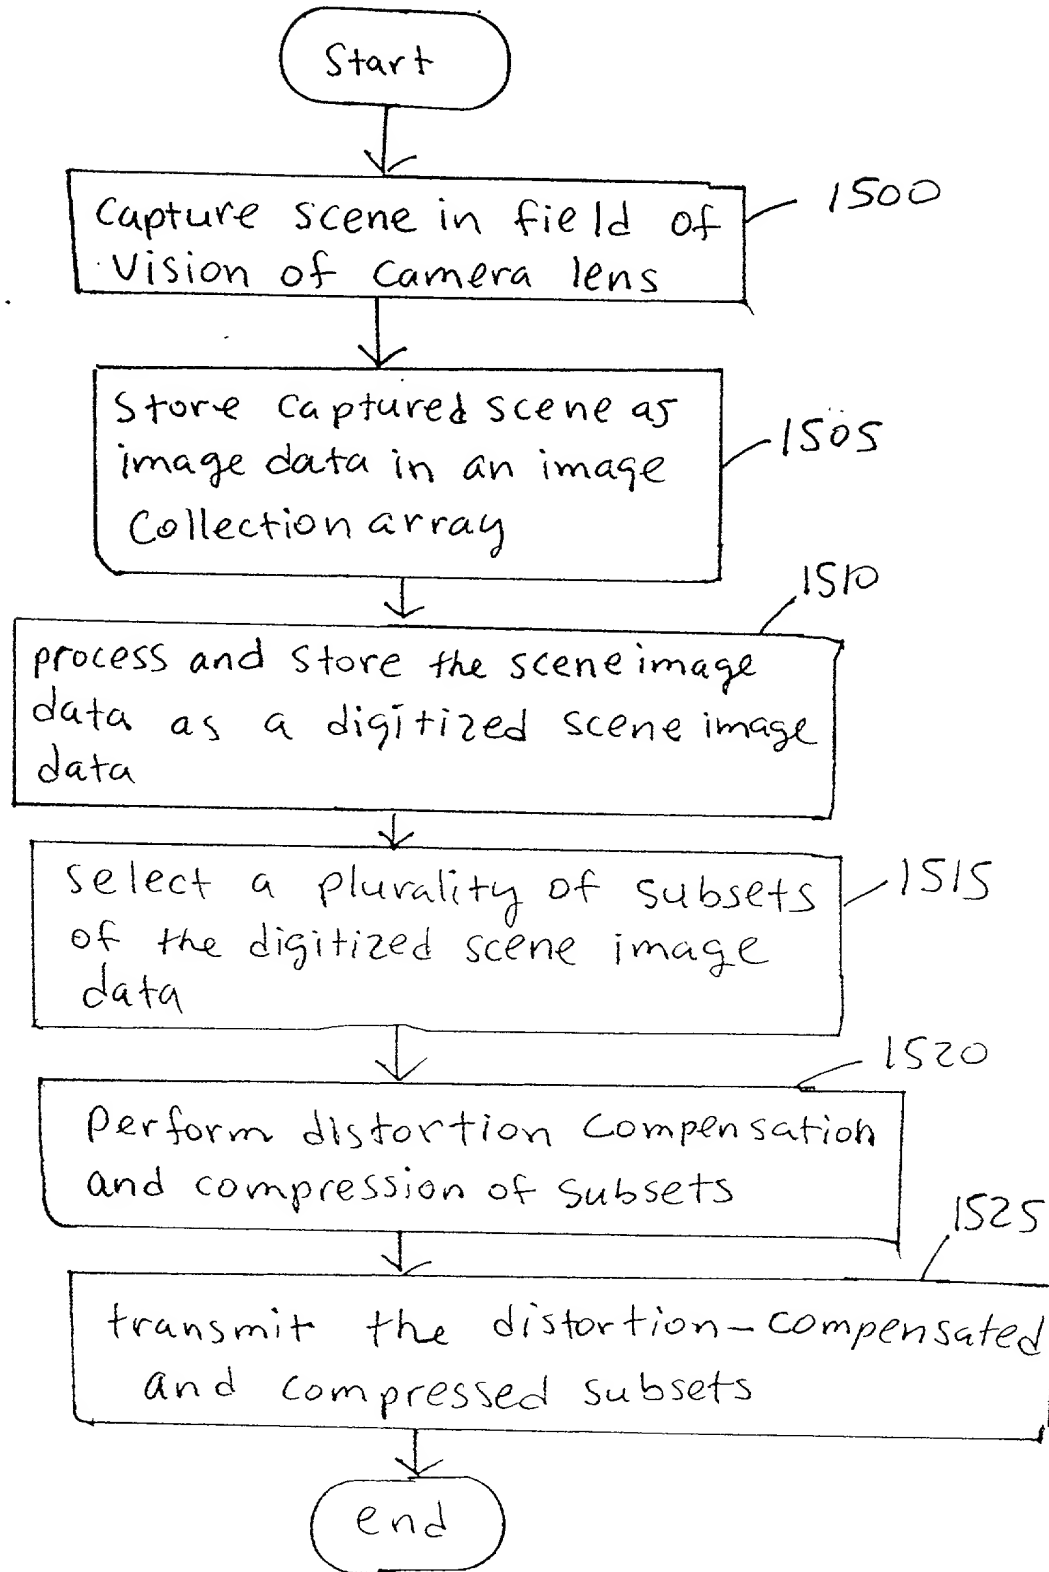 Start
1500
Capture scene in field of
vision of camera lens
Store captured scene as
image data in an image
Collection array
1505
1510
process and store the scene image
data as a digitized scene image
data
select a plurality of subsets
of the digitized scene image
data
1515
1520
Perform distortion compensation
and compression of subsets
1525
transmit the distortion-compensated
and compressed subsets
end